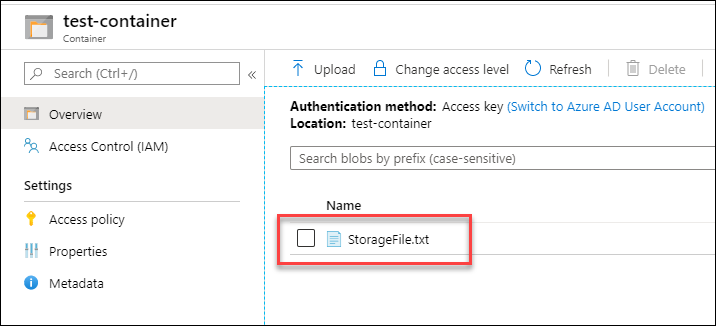 test-container
Container
Search (Ctrl+/)
«
Overview
Access Control (IAM)
Settings
Access policy
Properties
Metadata
Upload
Change access level
Refresh
Delete
Authentication method: Access key (Switch to Azure AD User Account)
Location: test-container
Search blobs by prefix (case-sensitive)
Name
StorageFile.txt